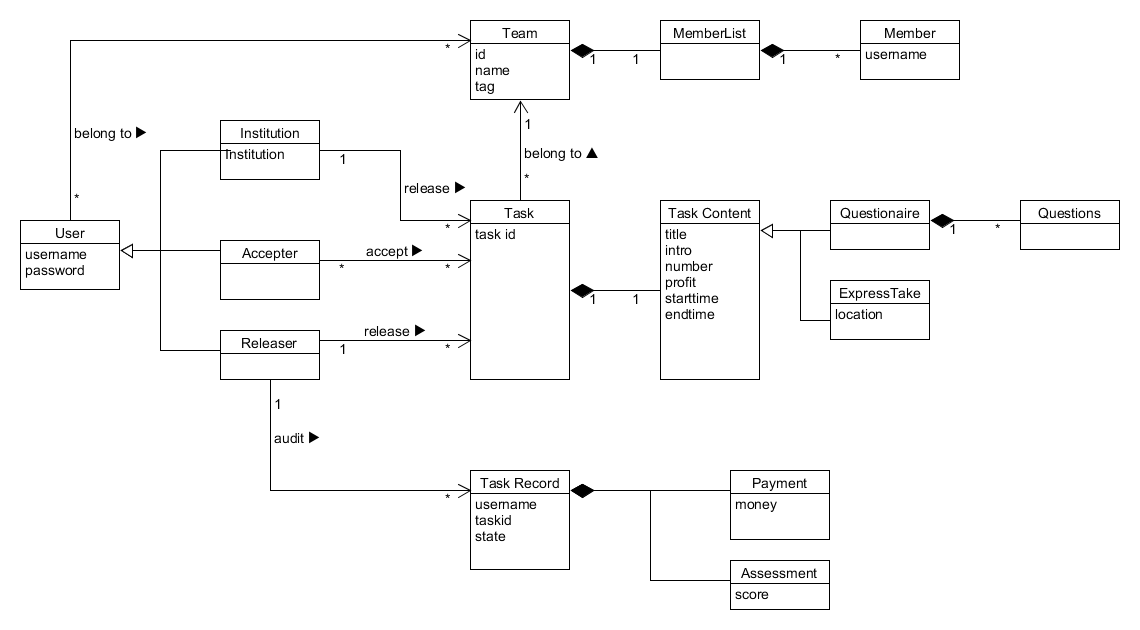 Team
id
name
tag
1
1
MemberList
1
*
Member
username
*
belong to ▶
*
User
username
password
Institution
Institution
1
release ▶
*
1
belong to ▲
*
Accepter
*
accept ▶
*
Releaser
1
release ▶
*
Task
task id
1
1
Task Content
title
intro
number
profit
starttime
endtime
Questionaire
1
*
Questions
ExpressTake
location
1
audit ▶
*
Task Record
username
taskid
state
Payment
money
Assessment
score